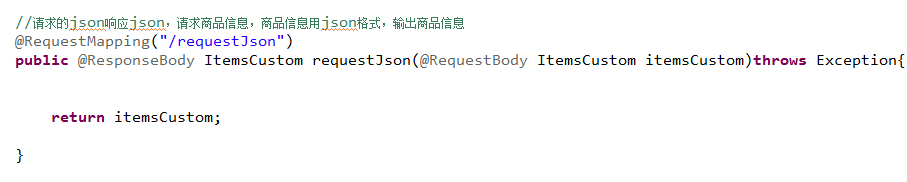 //请求的json响应json，请求商品信息，商品信息用json格式，输出商品信息
@RequestMapping("/requestJson")
public @ResponseBody ItemsCustom requestJson(@RequestBody ItemsCustom itemsCustom)throws Exception{
return itemsCustom;
}